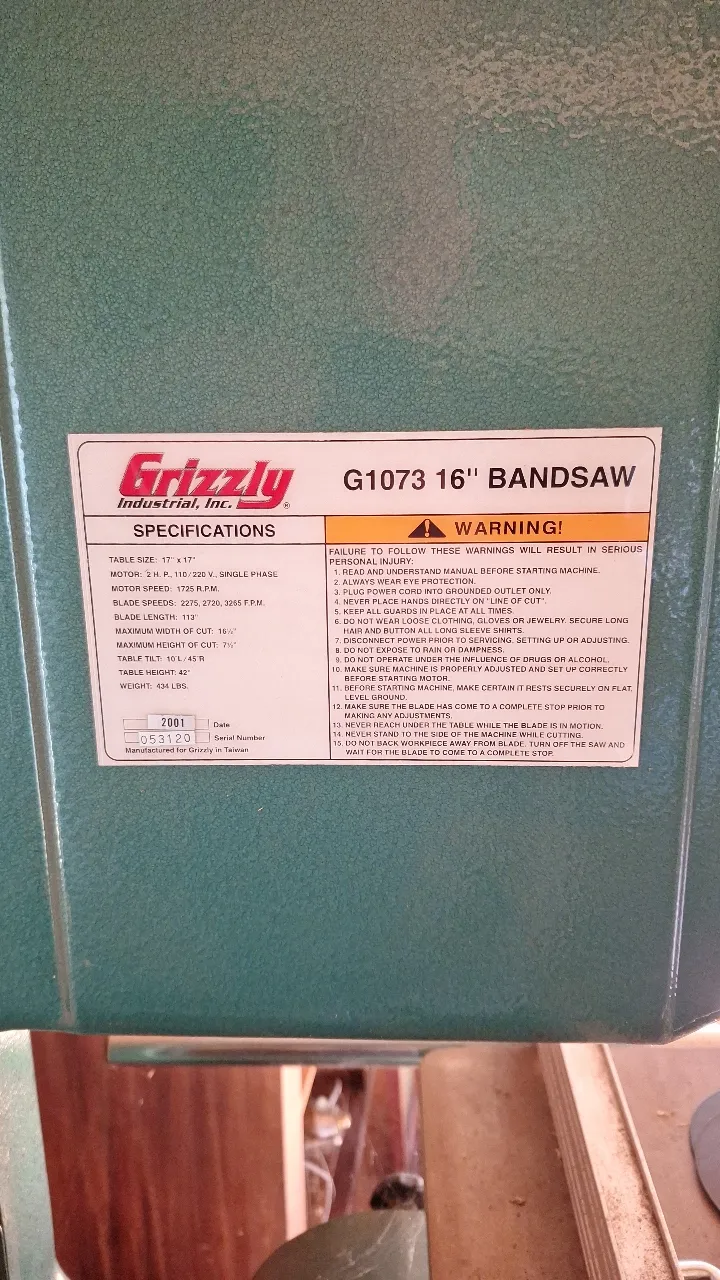 Grizzly
Industrial, Inc. ®
G1073 16" BANDSAW
SPECIFICATIONS
TABLE SIZE: 17" x 17"
MOTOR: 2 H. P., 110/220 V., SINGLE PHASE
MOTOR SPEED: 1725 R.P.M.
BLADE SPEEDS: 2275, 2720, 3265 F.P.M.
BLADE LENGTH: 113"
MAXIMUM WIDTH OF CUT:
MAXIMUM HEIGHT OF CUT: 7½"
TABLE TILT: 10°L / 45°R
TABLE HEIGHT: 42"
WEIGHT: 434 LBS.
2001 Date
053120 Serial Number
Manufactured for Grizzly in Taiwan
WARNING!
FAILURE TO FOLLOW THESE WARNINGS WILL RESULT IN SERIOUS
PERSONAL INJURY:
1. READ AND UNDERSTAND MANUAL BEFORE STARTING MACHINE.
2. ALWAYS WEAR EYE PROTECTION.
3. PLUG POWER CORD INTO GROUNDED OUTLET ONLY.
4. NEVER PLACE HANDS DIRECTLY ON "LINE OF CUT".
5. KEEP ALL GUARDS IN PLACE AT ALL TIMES.
6. DO NOT WEAR LOOSE CLOTHING, GLOVES OR JEWELRY. SECURE LONG
HAIR AND BUTTON ALL LONG SLEEVE SHIRTS.
7. DISCONNECT POWER PRIOR TO SERVICING, SETTING UP OR ADJUSTING.
8. DO NOT EXPOSE TO RAIN OR DAMPNESS.
9. DO NOT OPERATE UNDER THE INFLUENCE OF DRUGS OR ALCOHOL.
10. MAKE SURE MACHINE IS PROPERLY ADJUSTED AND SET UP CORRECTLY
BEFORE STARTING MOTOR.
11. BEFORE STARTING MACHINE, MAKE CERTAIN IT RESTS SECURELY ON FLAT,
LEVEL GROUND.
12. MAKE SURE THE BLADE HAS COME TO A COMPLETE STOP PRIOR TO
MAKING ANY ADJUSTMENTS.
13. NEVER REACH UNDER THE TABLE WHILE THE BLADE IS IN MOTION.
14. NEVER STAND TO THE SIDE OF THE MACHINE WHILE CUTTING.
15. DO NOT BACK WORKPIECE AWAY FROM BLADE. TURN OFF THE SAW AND
WAIT FOR THE BLADE TO COME TO A COMPLETE STOP.